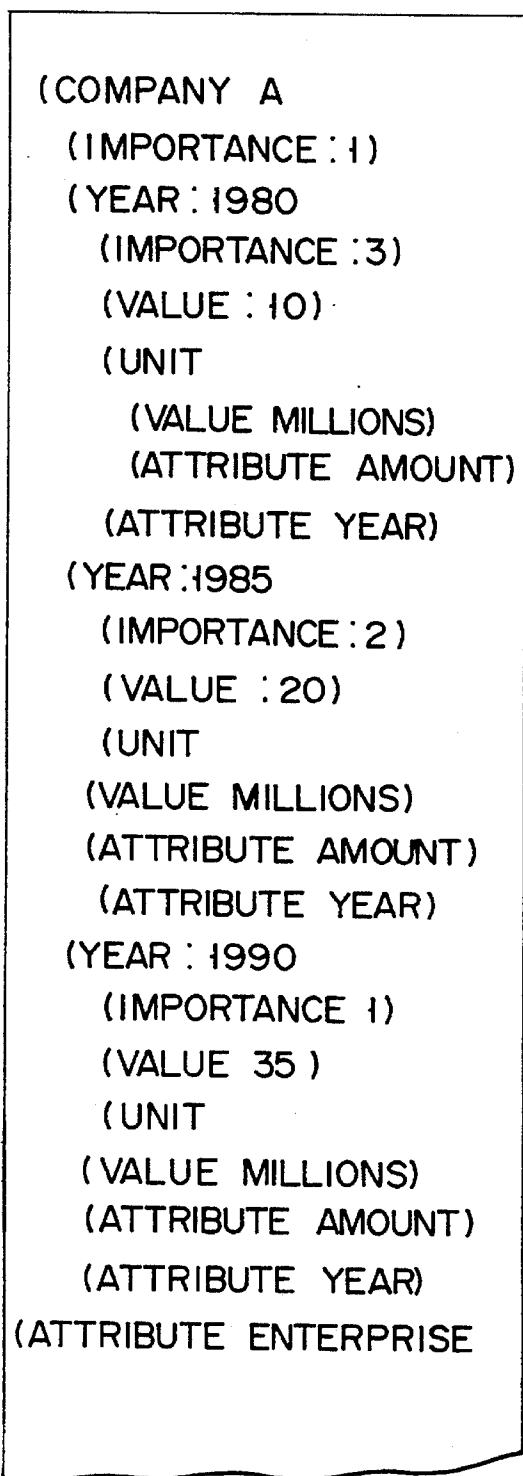 (COMPANY A
(IMPORTANCE:1)
(YEAR:1980
(IMPORTANCE:3)
(VALUE:10)
(UNIT
(VALUE MILLIONS)
(ATTRIBUTE AMOUNT)
(ATTRIBUTE YEAR)
(YEAR:1985
(IMPORTANCE:2)
(VALUE:20)
(UNIT
(VALUE MILLIONS)
(ATTRIBUTE AMOUNT)
(ATTRIBUTE YEAR)
(YEAR:1990
(IMPORTANCE 1)
(VALUE 35)
(UNIT
(VALUE MILLIONS)
(ATTRIBUTE AMOUNT)
(ATTRIBUTE YEAR)
(ATTRIBUTE ENTERPRISE